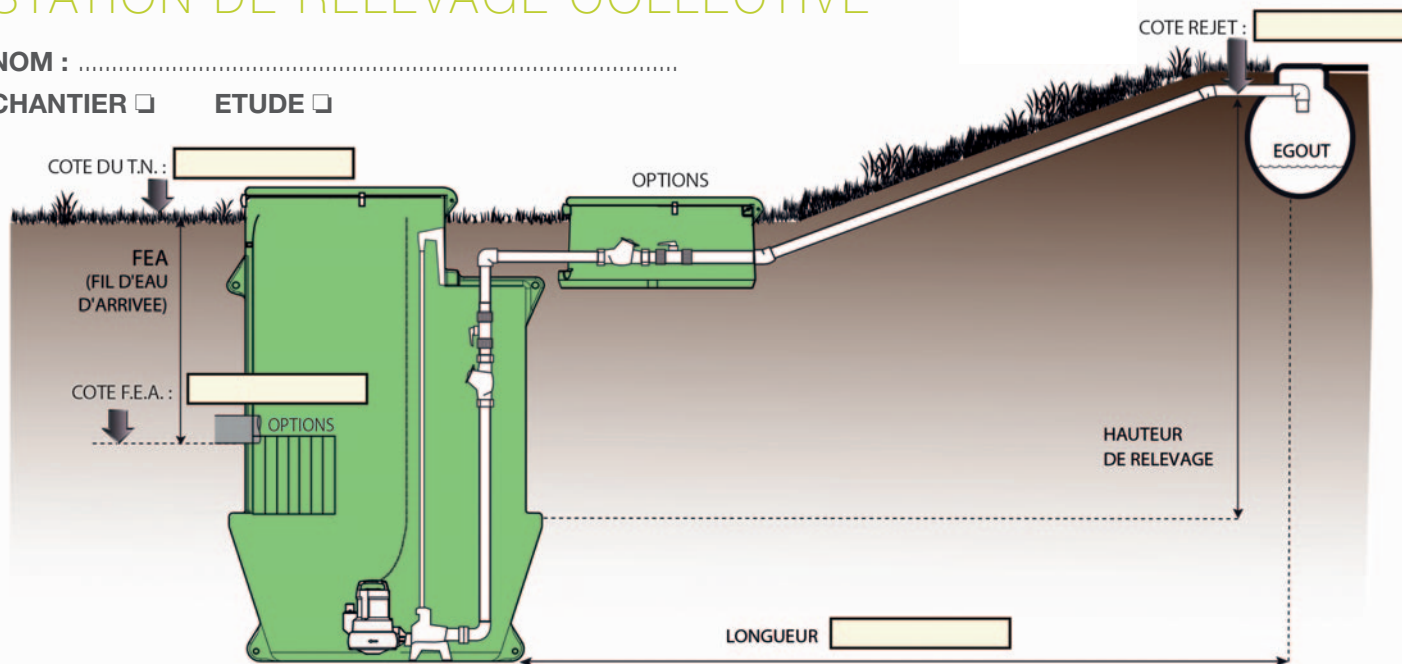 STATION DE RELEVAGE COLLECTIVE
COTE REJET :
NOM : ..........................................................................................
CHANTIER ❏ ETUDE ❏
COTE DU T.N. :
OPTIONS
EGOUT
FEA
(FIL D'EAU
D'ARRIVEE)
COTE F.E.A. :
OPTIONS
HAUTEUR
DE RELEVAGE
LONGUEUR